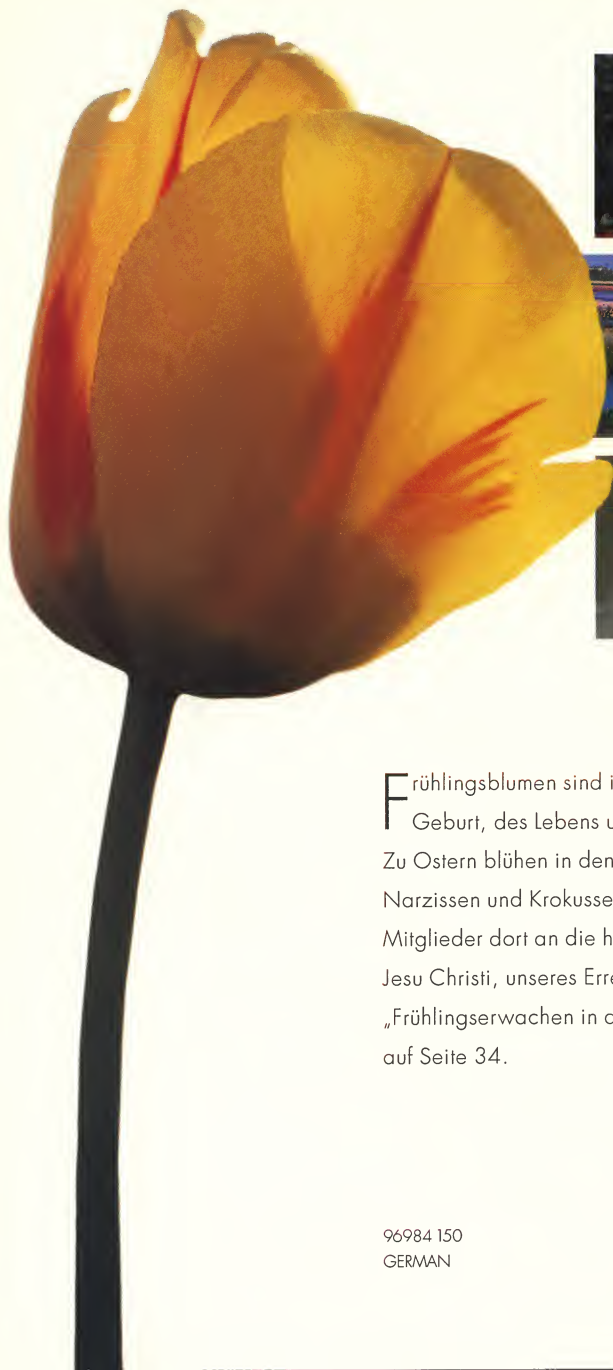 Frühlingsblumen sind i
Geburt, des Lebens u
Zu Ostern blühen in den
Narzissen und Krokusse
Mitglieder dort an die h
Jesu Christi, unseres Erre
„Frühlingserwachen in d
auf Seite 34.
96984 150
GERMAN